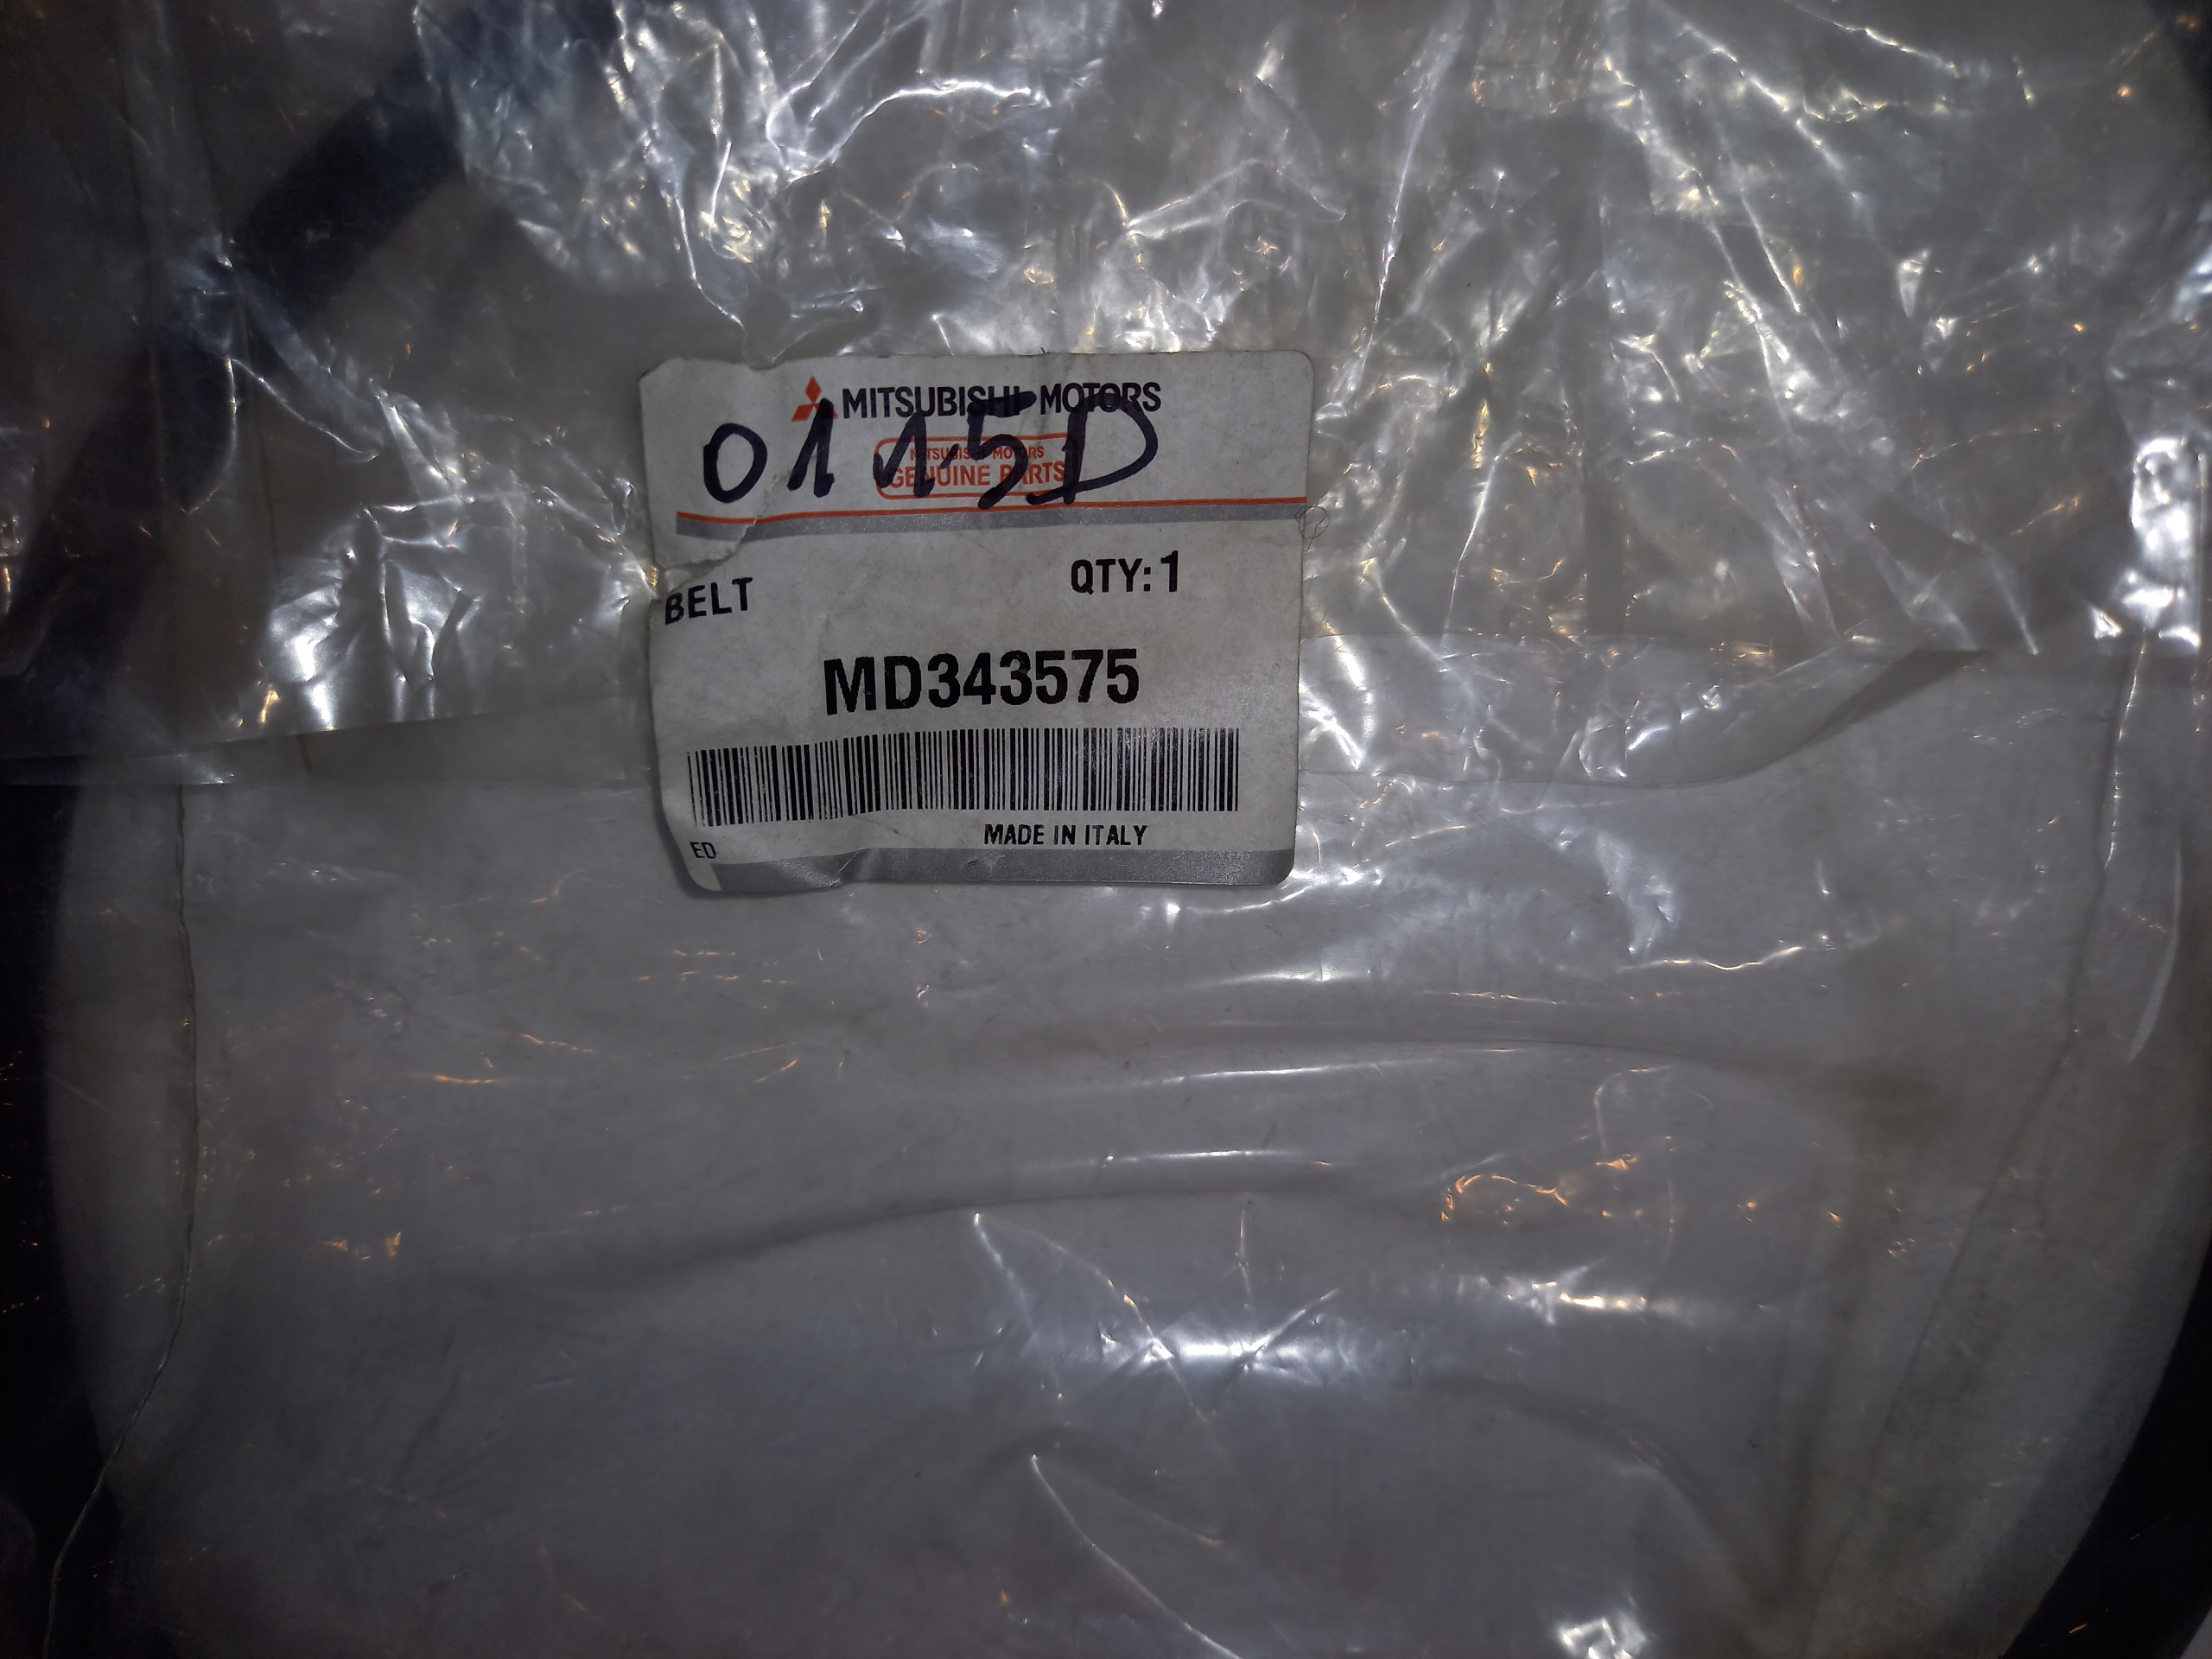 MITSUBISHI MOTORS
0115D
MITSUBISHI MOTORS
GENUINE PARTS
BELT
QTY: 1
MD343575
MADE IN ITALY
ED